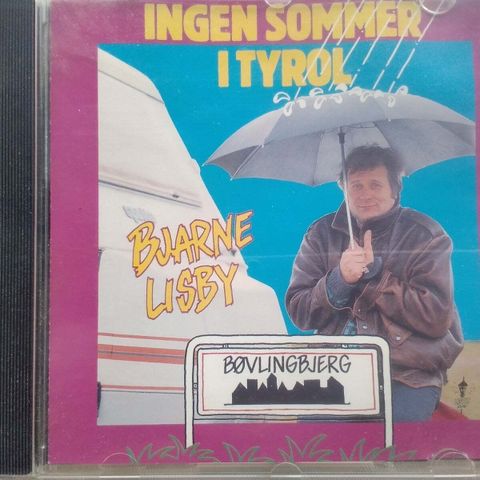 INGEN SOMMER
I TYROL
BJARNE
LISBY
BØVLINGBJERG